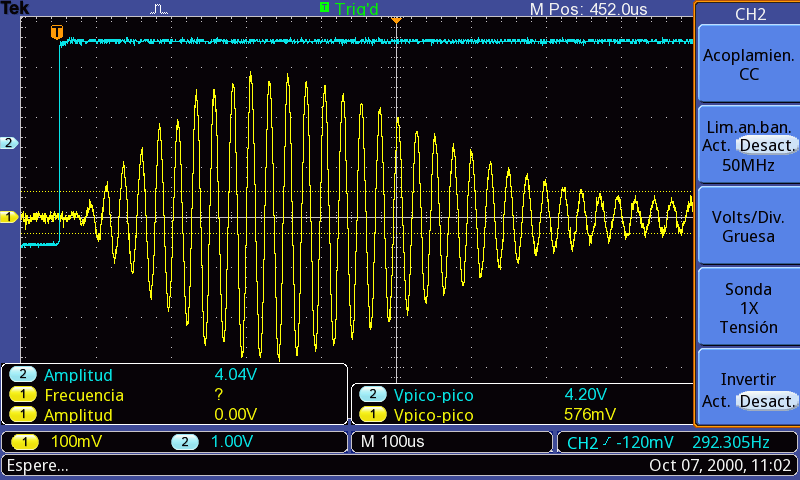 Tek T Trig'd M Pos: 452.0us CH2
T
Acoplamien.
CC
Lim.an.ban.
Act. Desact.
50MHz
2
1
Volts/Div.
Gruesa
Sonda
1X
Tensión
Invertir
Act. Desact.
2 Amplitud 4.04V
1 Frecuencia ?
1 Amplitud 0.00V
2 Vpico-pico 4.20V
1 Vpico-pico 576mV
1 100mV 2 1.00V M 100us CH2 -120mV 292.305Hz
Espere... Oct 07, 2000, 11:02